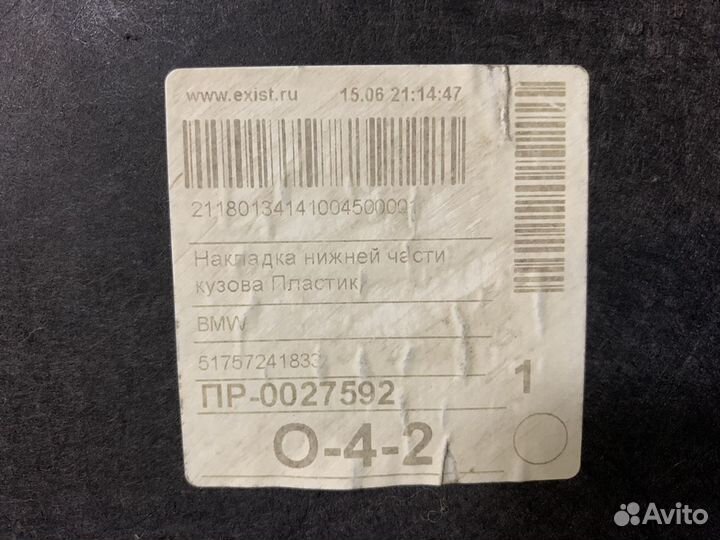 www.exist.ru 15.06 21:14:47
21180134141004500001
Накладка нижней части
кузова Пластик
BMW
51757241833
1
ПР-0027592
О-4-2
Avito